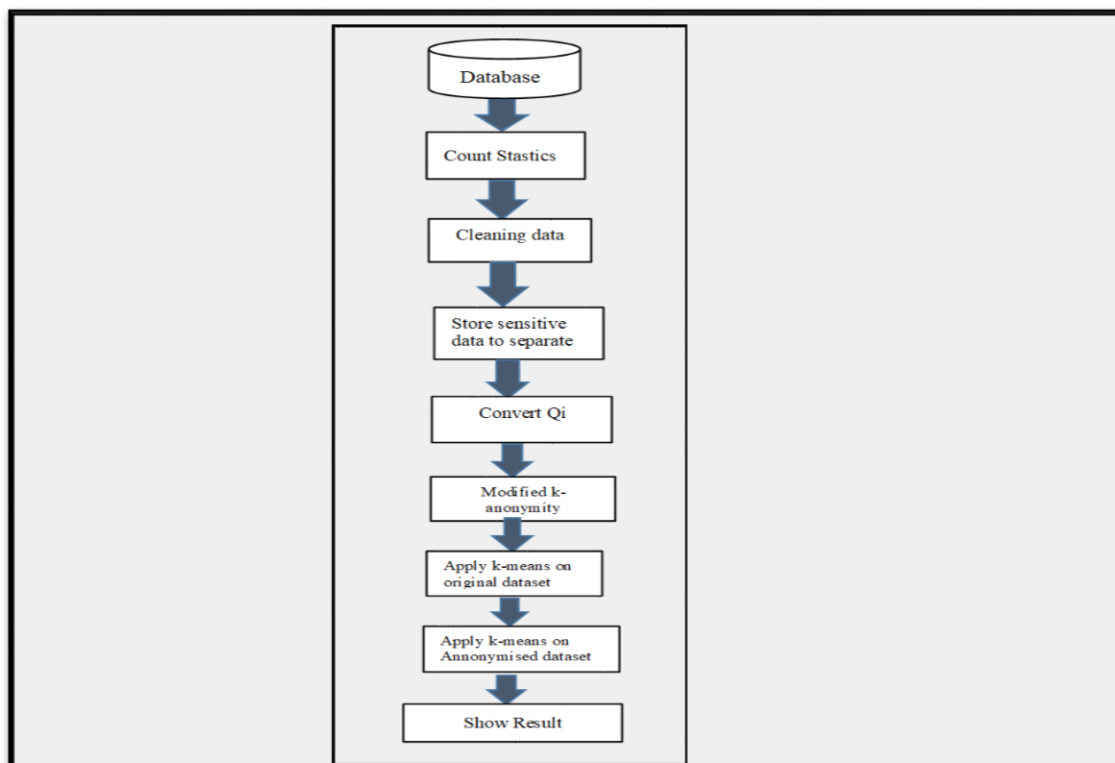 Database
Count Stastics
Cleaning data
Store sensitive
data to separate
Convert Qi
Modified k-
anonymity
Apply k-means on
original dataset
Apply k-means on
Annonymised dataset
Show Result